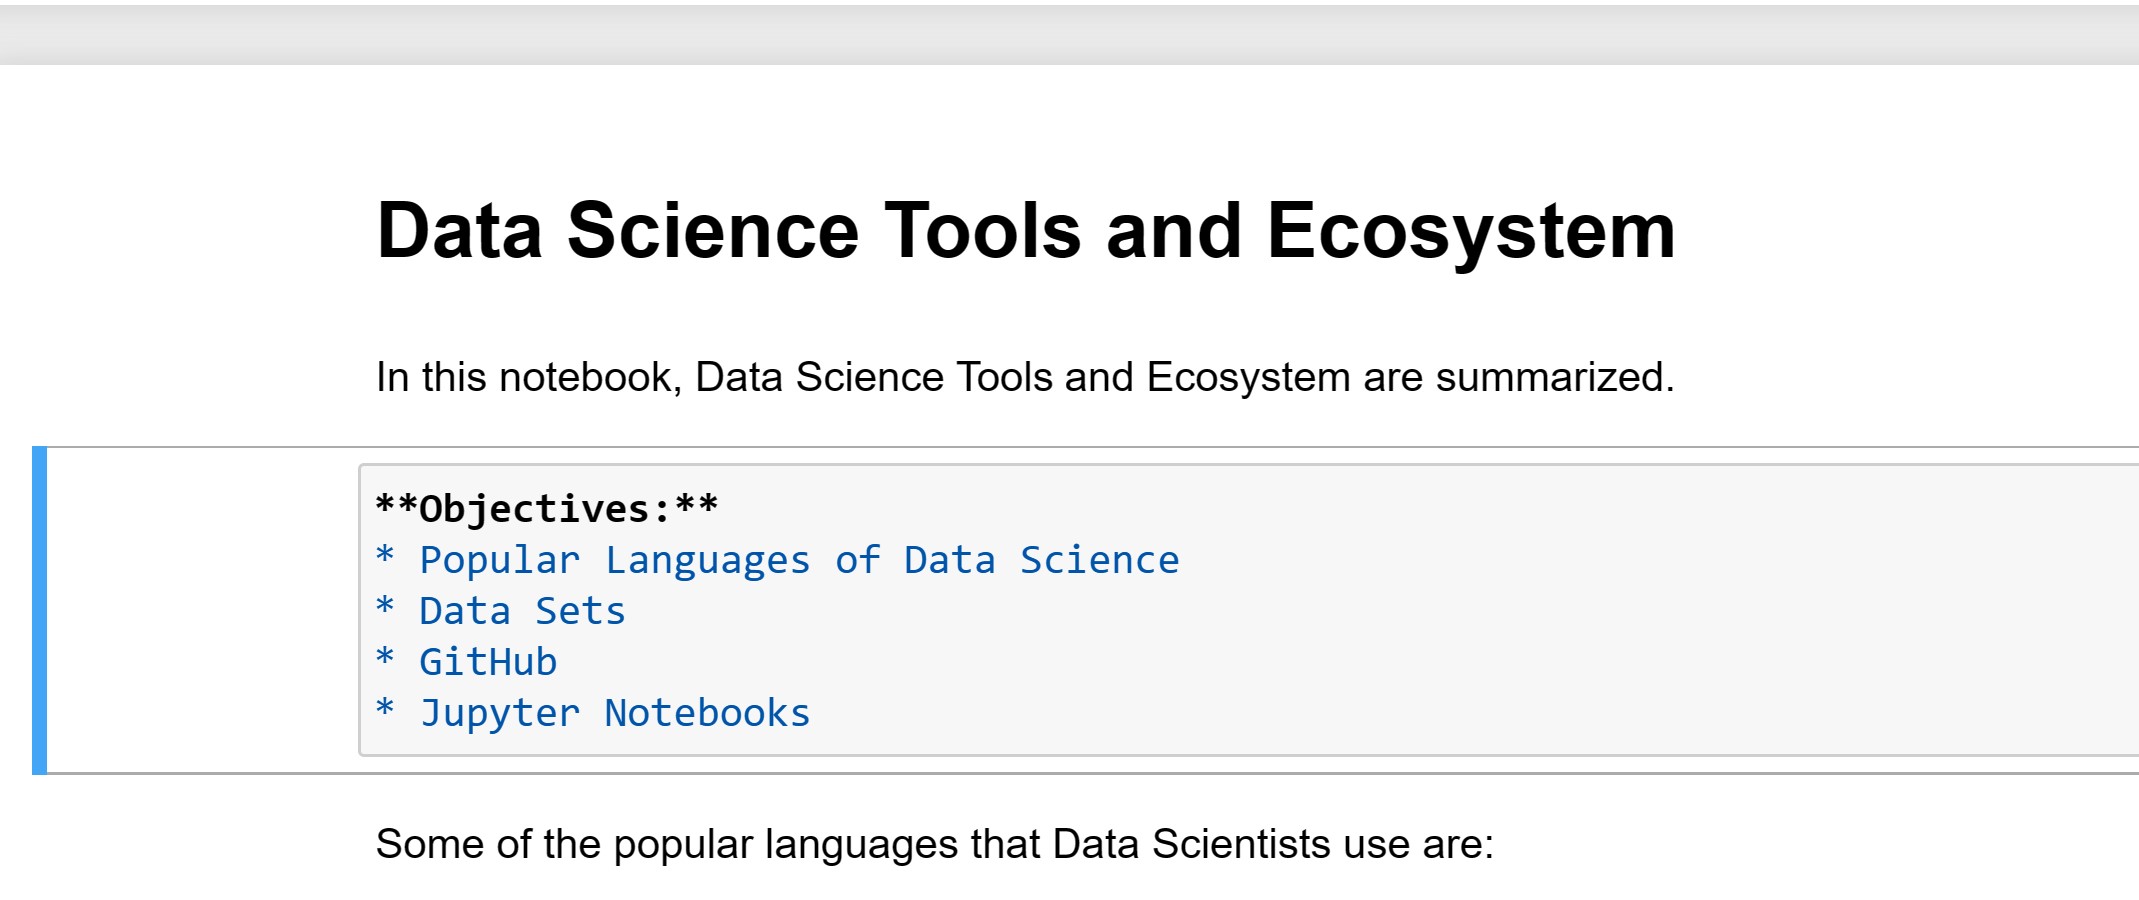 Data Science Tools and Ecosystem
In this notebook, Data Science Tools and Ecosystem are summarized.
**Objectives:**
* Popular Languages of Data Science
* Data Sets
* GitHub
* Jupyter Notebooks
Some of the popular languages that Data Scientists use are: